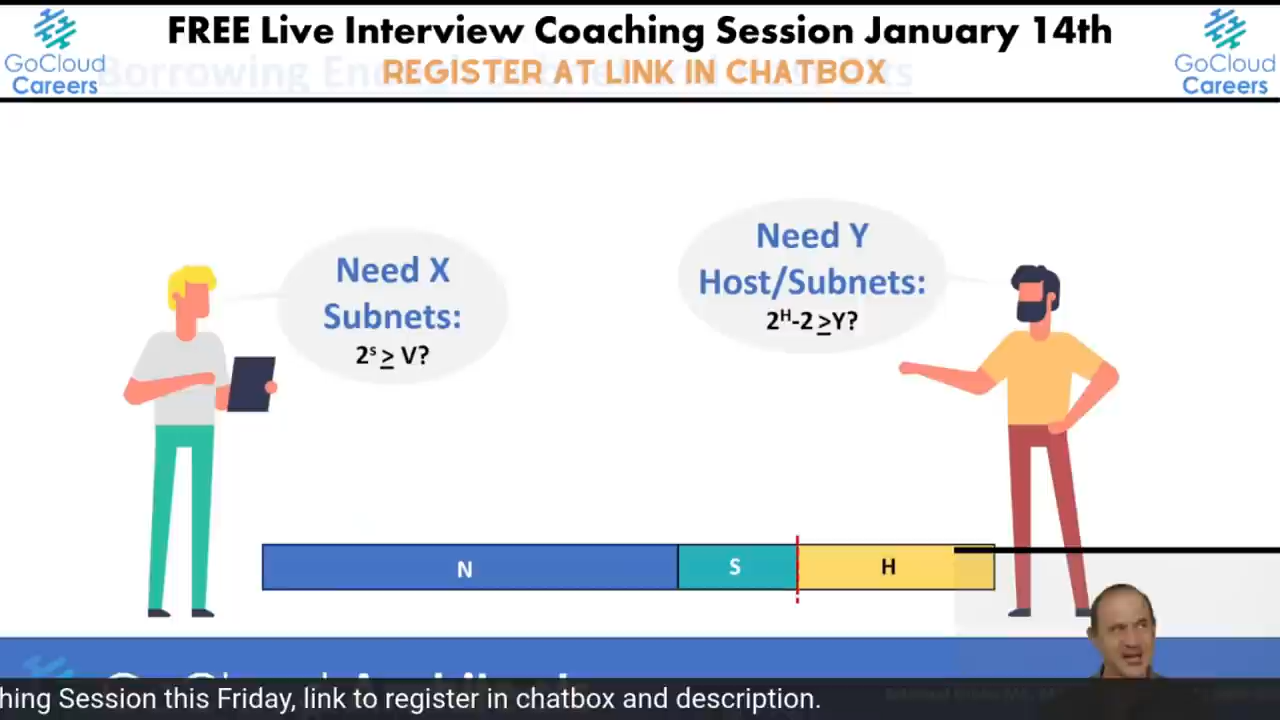 FREE Live Interview Coaching Session January 14th
REGISTER AT LINK IN CHATBOX
GoCloud
Careers
GoCloud
Careers
Borrowing
Need X
Subnets:
2ˢ ≥ V?
Need Y
Host/Subnets:
2ᴴ-2 ≥Y?
N
S
H
hing Session this Friday, link to register in chatbox and description.